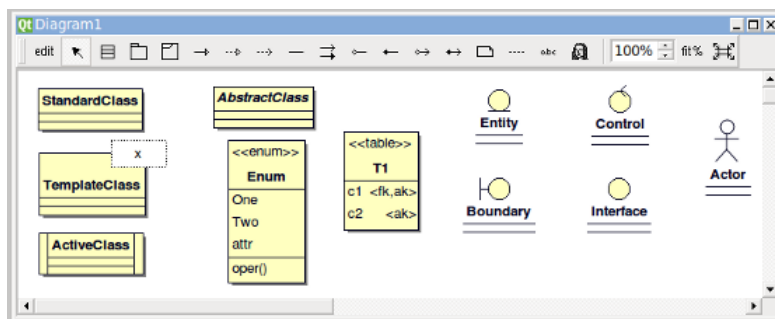 Qt Diagram1
edit abc 100% fit%
StandardClass
x
TemplateClass
ActiveClass
AbstractClass
<<enum>>
Enum
One
Two
attr
oper()
<<table>>
T1
c1 <fk,ak>
c2 <ak>
Entity
Control
Boundary
Interface
Actor